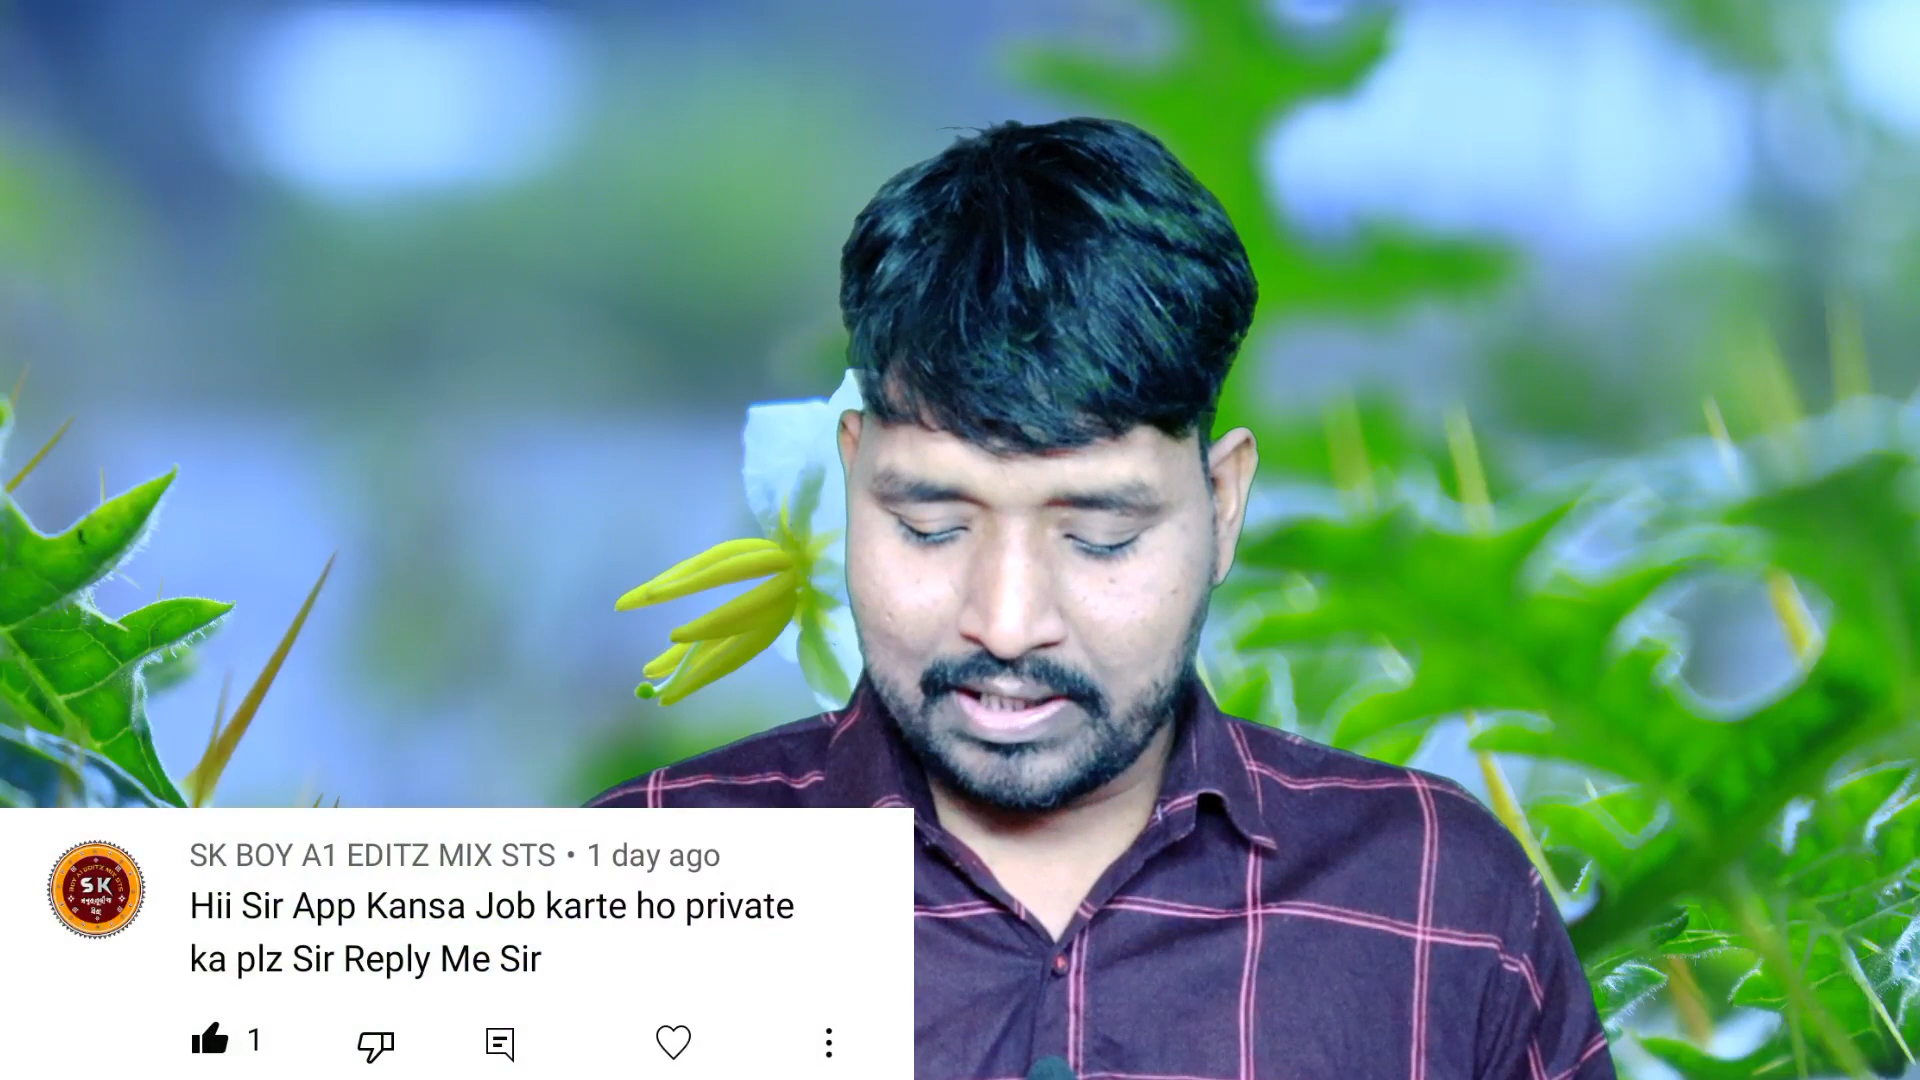 SK BOY A1 EDITZ MIX STS • 1 day ago
Hii Sir App Kansa Job karte ho private
ka plz Sir Reply Me Sir
1
SK